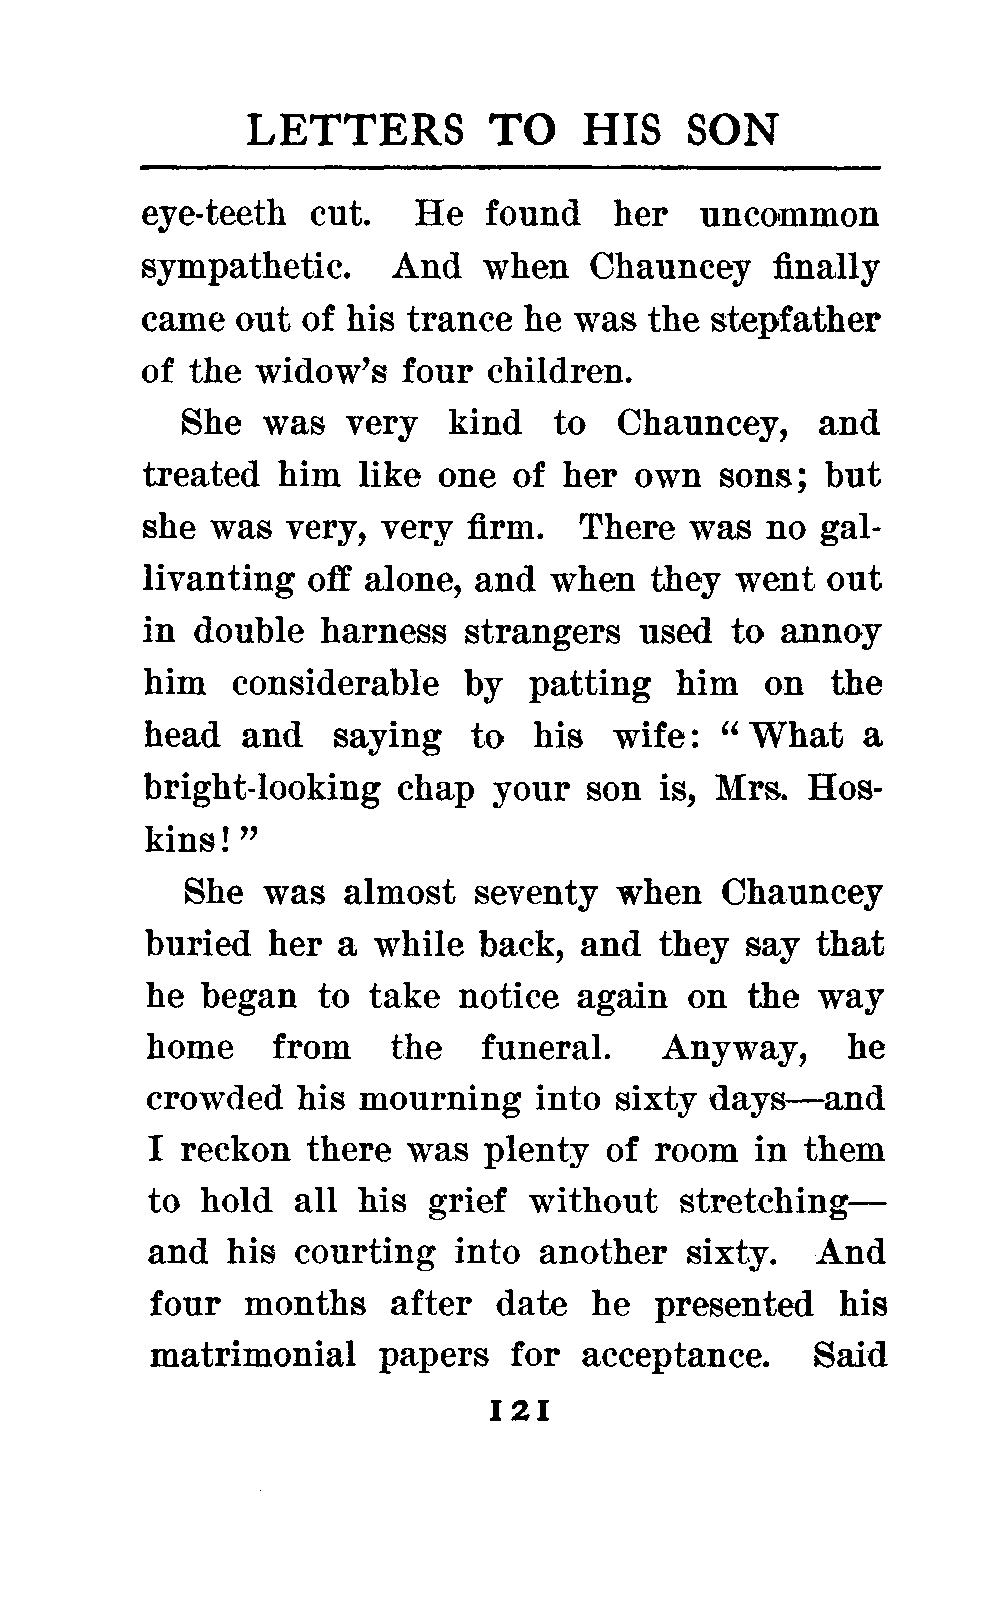 LETTERS TO HIS SON
eye-teeth cut. He found her uncommon
sympathetic. And when Chauncey finally
came out of his trance he was the stepfather
of the widow's four children.
She was very kind to Chauncey, and
treated him like one of her own sons; but
she was very, very firm. There was no gal-
livanting off alone, and when they went out
in double harness strangers used to annoy
him considerable by patting him on the
head and saying to his wife: “ What a
bright-looking chap your son is, Mrs. Hos-
kins! ”
She was almost seventy when Chauncey
buried her a while back, and they say that
he began to take notice again on the way
home from the funeral. Anyway, he
crowded his mourning into sixty days—and
I reckon there was plenty of room in them
to hold all his grief without stretching—
and his courting into another sixty. And
four months after date he presented his
matrimonial papers for acceptance. Said
121